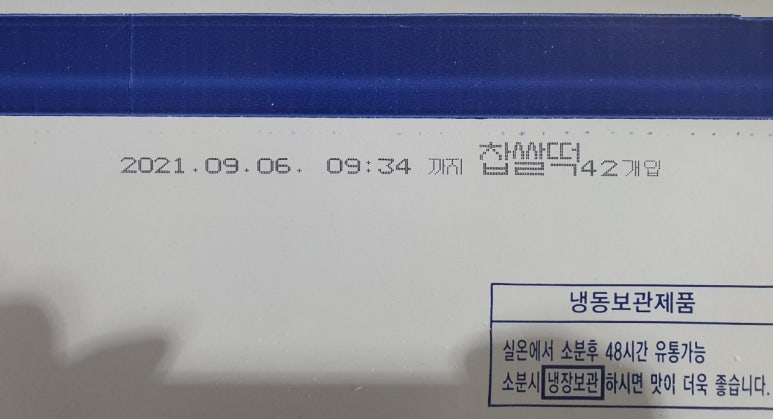 2021.09.06. 09:34 까지 찹쌀떡42개입
냉동보관제품
실온에서 소분후 48시간 유통가능
소분시 냉장보관 하시면 맛이 더욱 좋습니다.